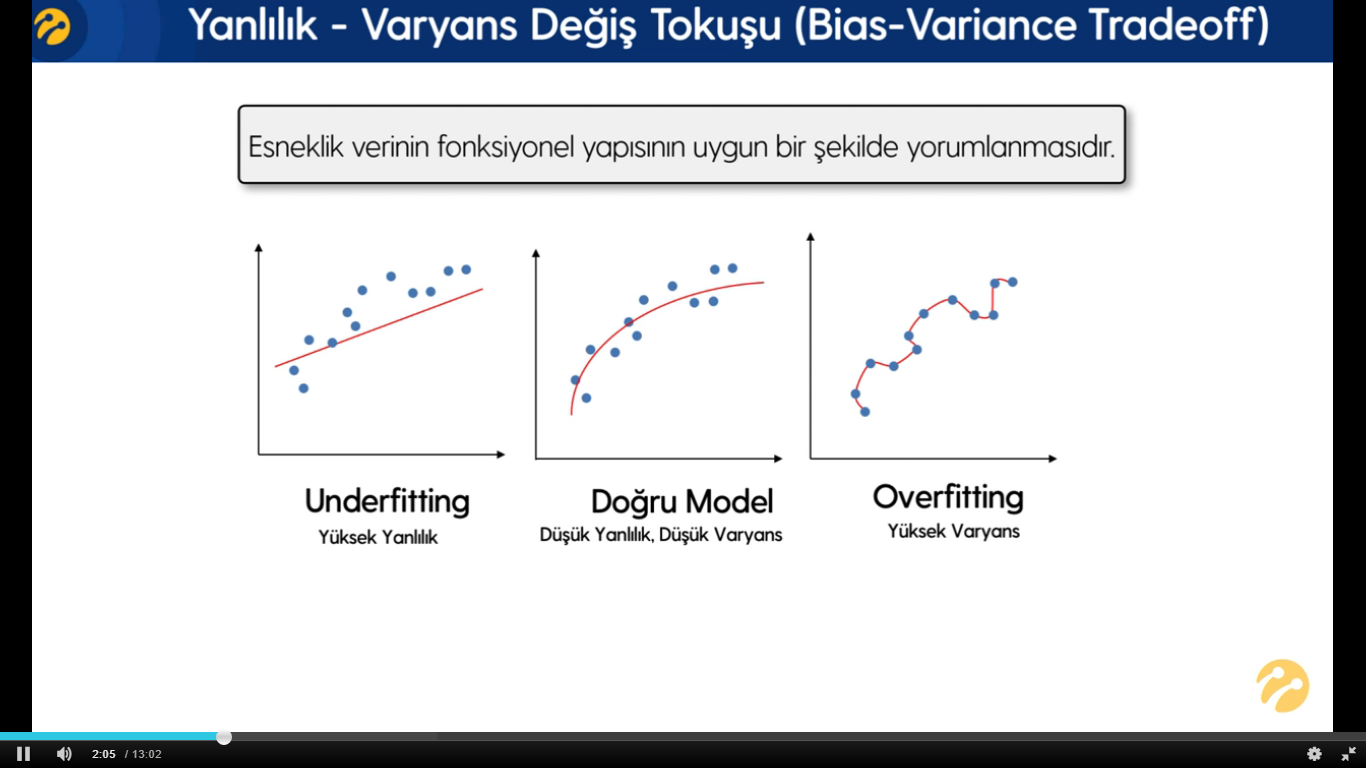 Yanlılık - Varyans Değiş Tokuşu (Bias-Variance Tradeoff)
Esneklik verinin fonksiyonel yapısının uygun bir şekilde yorumlanmasıdır.
Underfitting
Yüksek Yanlılık
Doğru Model
Düşük Yanlılık, Düşük Varyans
Overfitting
Yüksek Varyans
2:05 / 13:02